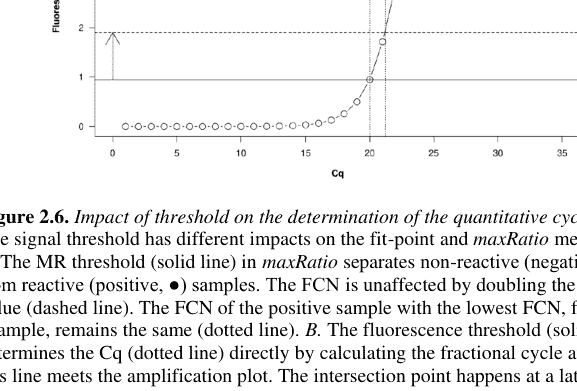 Fluores
2
1
0
0 5 10 15 20 25 30 35
Cq
gure 2.6. Impact of threshold on the determination of the quantitative cyc
e signal threshold has different impacts on the fit-point and maxRatio me
The MR threshold (solid line) in maxRatio separates non-reactive (negati
om reactive (positive, ●) samples. The FCN is unaffected by doubling the
lue (dashed line). The FCN of the positive sample with the lowest FCN, f
ample, remains the same (dotted line). B. The fluorescence threshold (soli
termines the Cq (dotted line) directly by calculating the fractional cycle a
s line meets the amplification plot. The intersection point happens at a lat